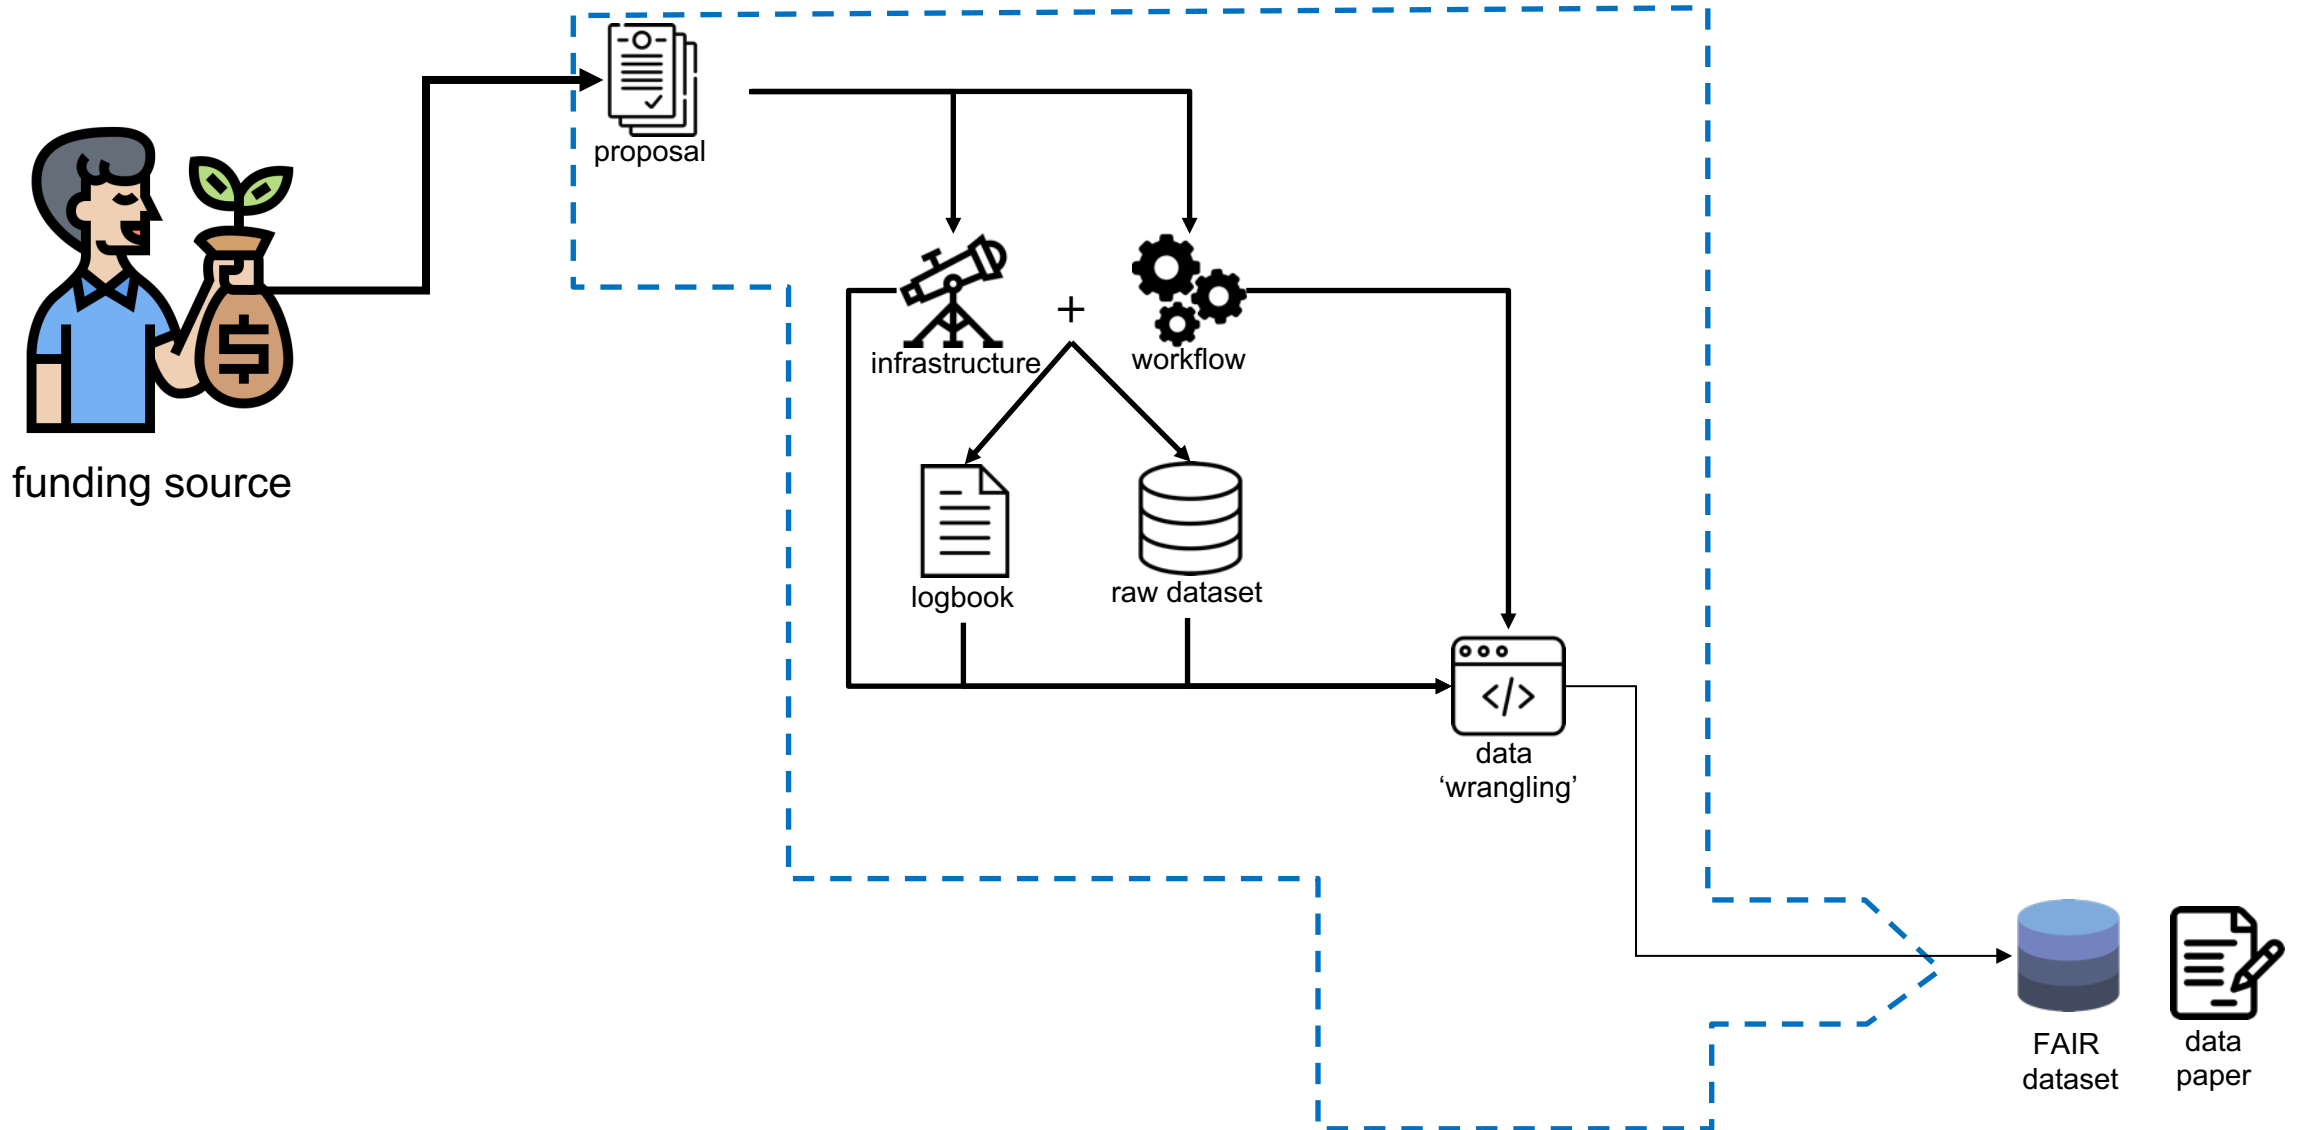 proposal
+
infrastructure
workflow
funding source
logbook
raw dataset
</>
data
‘wrangling’
FAIR
dataset
data
paper